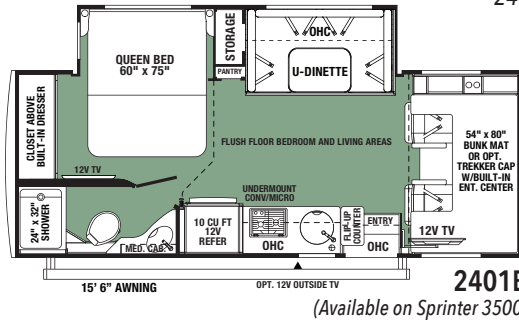 24
QUEEN BED
60" x 75"
STORAGE
PANTRY
OHC
U-DINETTE
CLOSET ABOVE
BUILT-IN DRESSER
FLUSH FLOOR BEDROOM AND LIVING AREAS
54" x 80"
BUNK MAT
OR OPT.
TREKKER CAP
W/BUILT-IN
ENT. CENTER
12V TV
24" x 32"
SHOWER
MED. CAB.
UNDERMOUNT
CONV/MICRO
10 CU FT
12V
REFER
OHC
FLIP-UP
COUNTER
ENTRY
OHC
12V TV
15' 6" AWNING
OPT. 12V OUTSIDE TV
2401B
(Available on Sprinter 3500